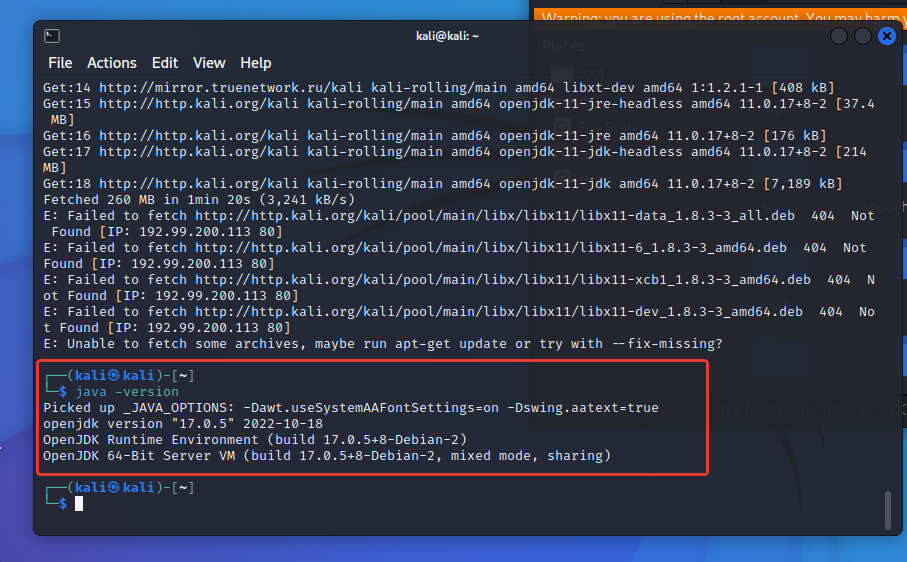 Warning: you are using the root account. You may harm y
kali@kali: ~
Places
File Actions Edit View Help
Get:14 http://mirror.truenetwork.ru/kali kali-rolling/main amd64 libxt-dev amd64 1:1.2.1-1 [408 kB]
Get:15 http://http.kali.org/kali kali-rolling/main amd64 openjdk-11-jre-headless amd64 11.0.17+8-2 [37.4
MB]
Get:16 http://http.kali.org/kali kali-rolling/main amd64 openjdk-11-jre amd64 11.0.17+8-2 [176 kB]
Get:17 http://http.kali.org/kali kali-rolling/main amd64 openjdk-11-jdk-headless amd64 11.0.17+8-2 [214
MB]
Get:18 http://http.kali.org/kali kali-rolling/main amd64 openjdk-11-jdk amd64 11.0.17+8-2 [7,189 kB]
Fetched 260 MB in 1min 20s (3,241 kB/s)
E: Failed to fetch http://http.kali.org/kali/pool/main/libx/libx11/libx11-data_1.8.3-3_all.deb  404  Not
Found [IP: 192.99.200.113 80]
E: Failed to fetch http://http.kali.org/kali/pool/main/libx/libx11/libx11-6_1.8.3-3_amd64.deb  404  Not
Found [IP: 192.99.200.113 80]
E: Failed to fetch http://http.kali.org/kali/pool/main/libx/libx11/libx11-xcb1_1.8.3-3_amd64.deb  404  N
ot Found [IP: 192.99.200.113 80]
E: Failed to fetch http://http.kali.org/kali/pool/main/libx/libx11/libx11-dev_1.8.3-3_amd64.deb  404  No
t Found [IP: 192.99.200.113 80]
E: Unable to fetch some archives, maybe run apt-get update or try with --fix-missing?
┌──(kali㉿kali)-[~]
└─$ java -version
Picked up _JAVA_OPTIONS: -Dawt.useSystemAAFontSettings=on -Dswing.aatext=true
openjdk version "17.0.5" 2022-10-18
OpenJDK Runtime Environment (build 17.0.5+8-Debian-2)
OpenJDK 64-Bit Server VM (build 17.0.5+8-Debian-2, mixed mode, sharing)
┌──(kali㉿kali)-[~]
└─$